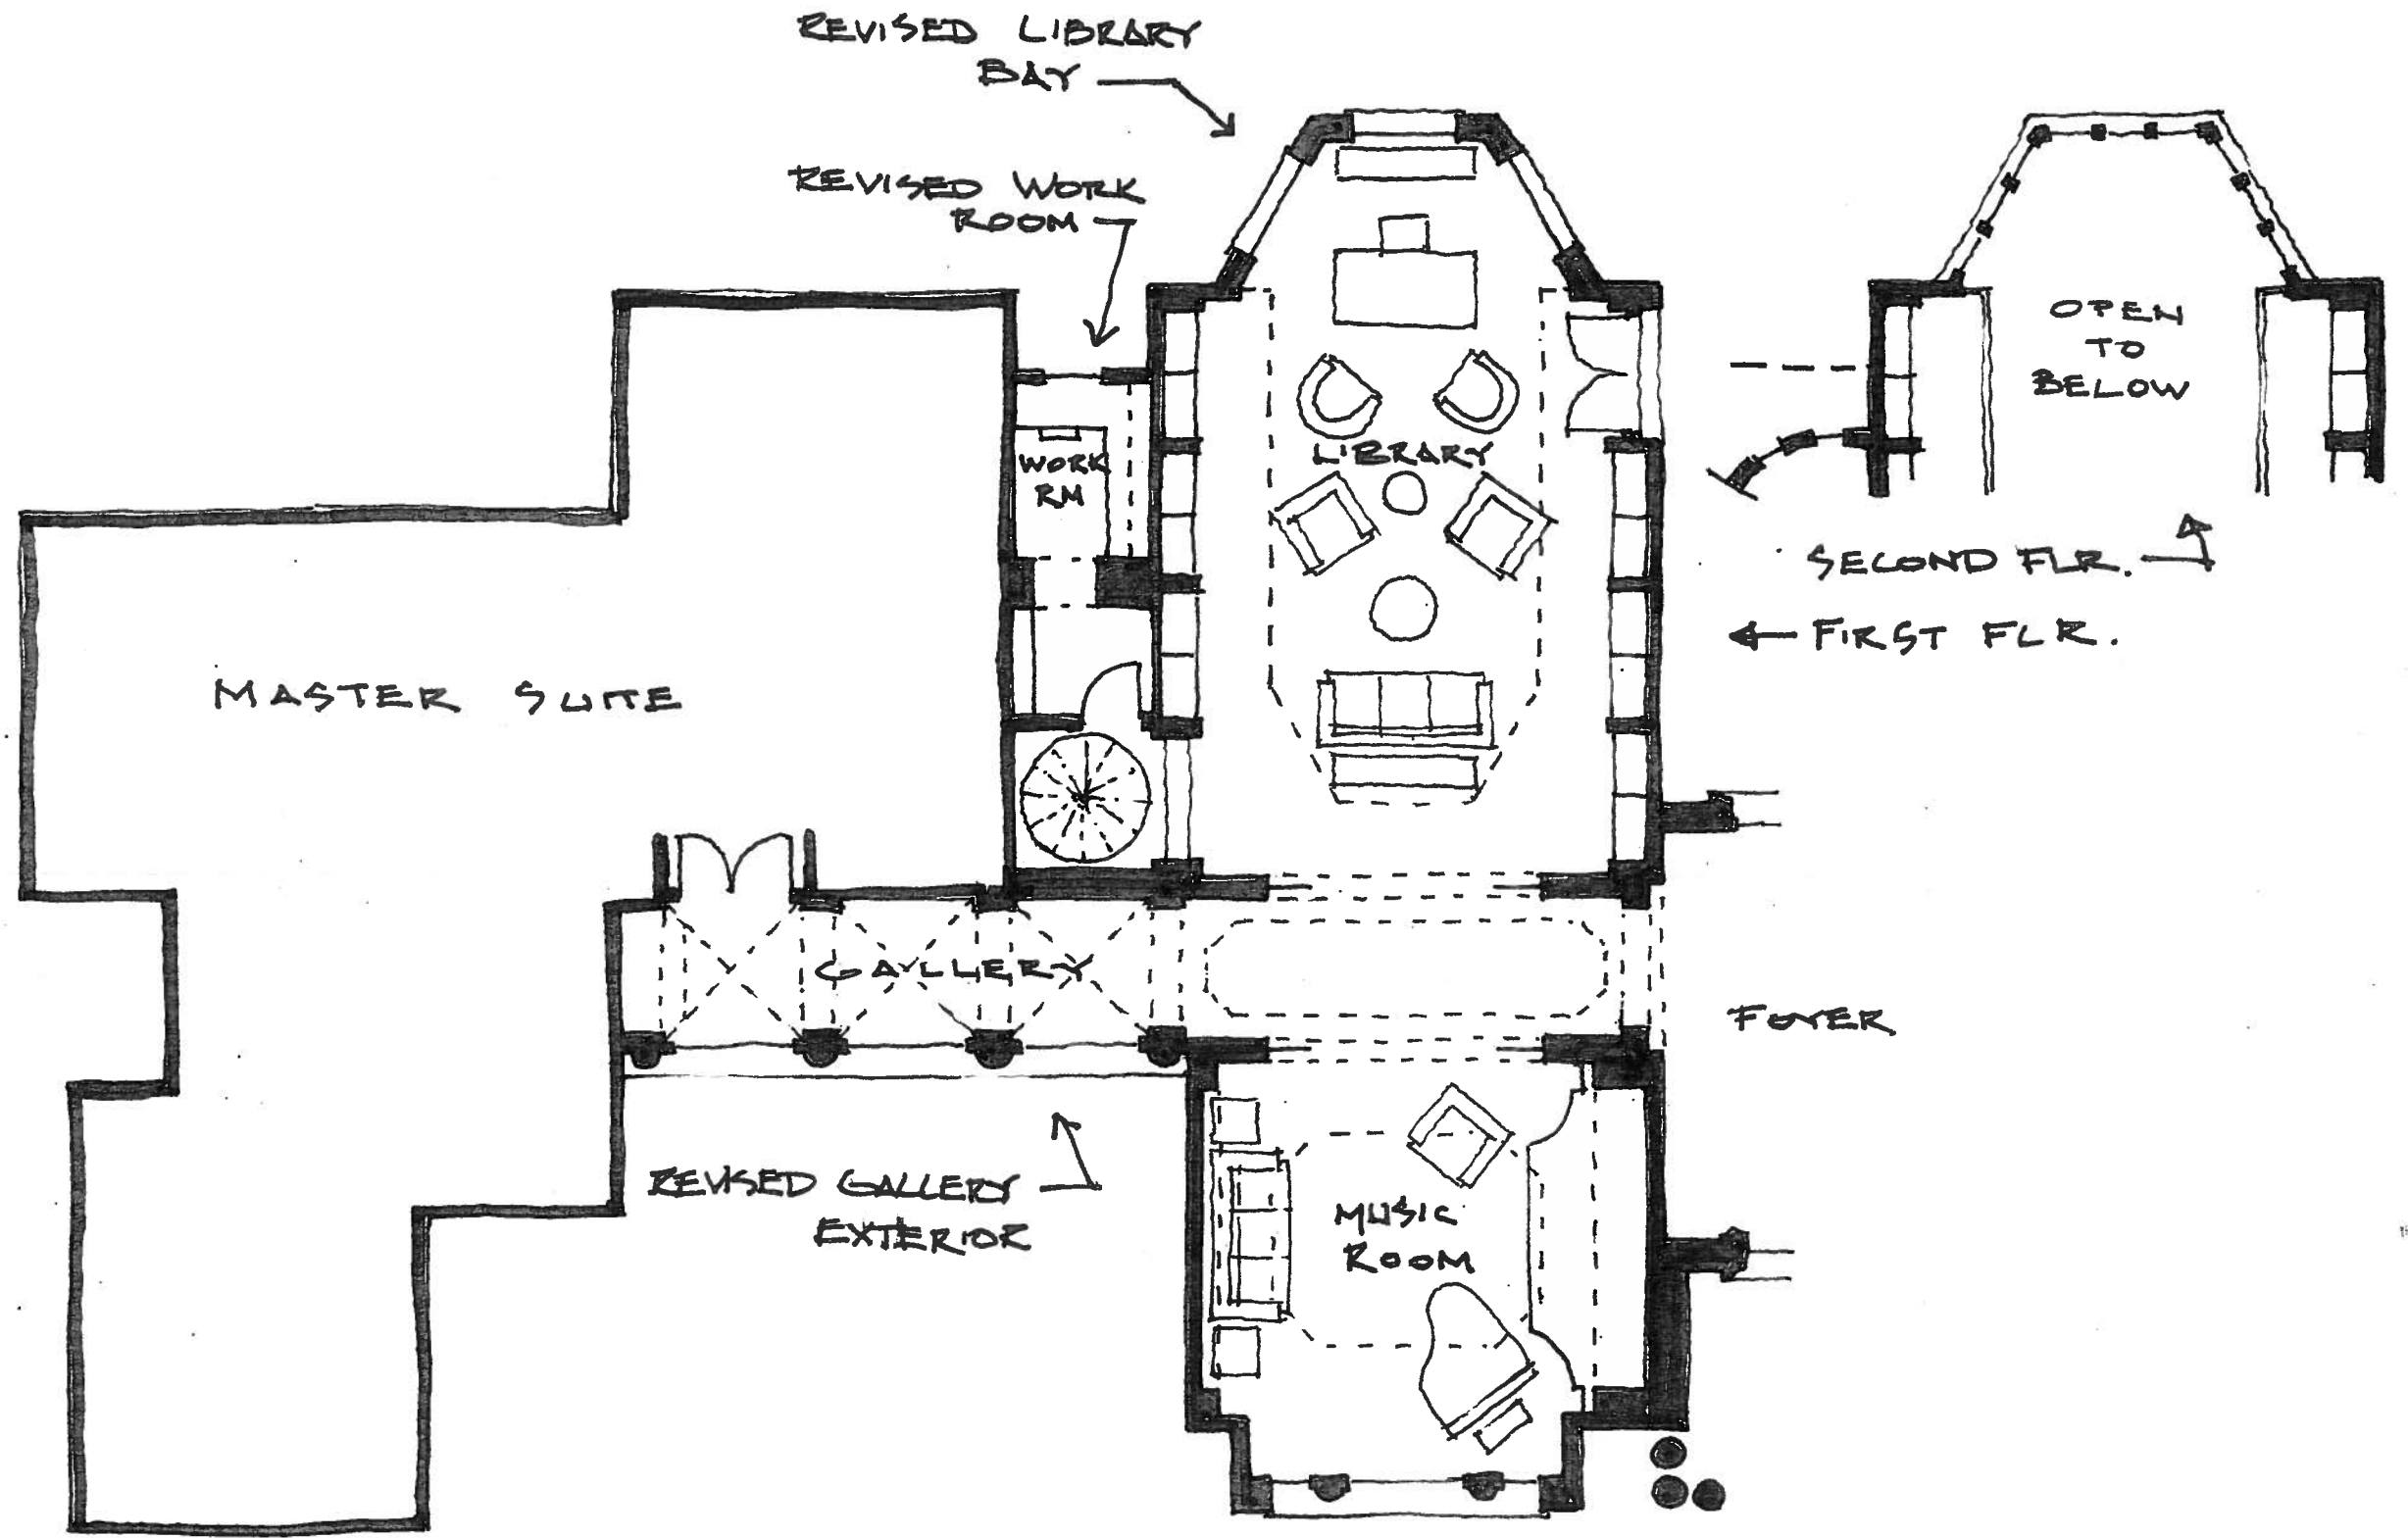 REVISED LIBRARY
BAY
REVISED WORK
ROOM
OPEN
TO
BELOW
LIBRARY
WORK
RM
SECOND FLR.
FIRST FLR.
MASTER SUITE
GALLERY
FOYER
REVISED GALLERY
EXTERIOR
MUSIC
ROOM